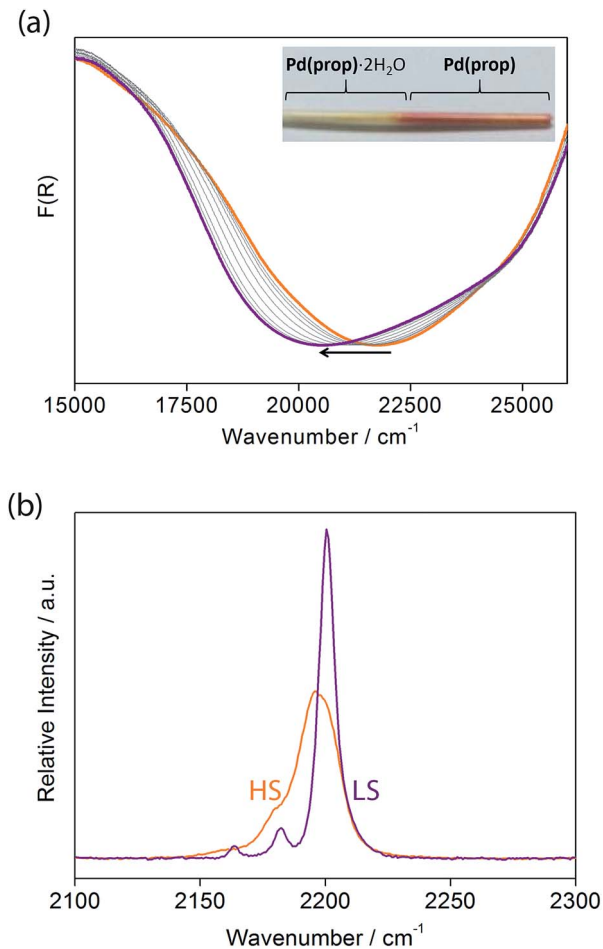 (a)
Pd(prop)·2H₂O Pd(prop)
F(R)
15000 17500 20000 22500 25000
Wavenumber / cm⁻¹
(b)
Relative Intensity / a.u.
HS LS
2100 2150 2200 2250 2300
Wavenumber / cm⁻¹